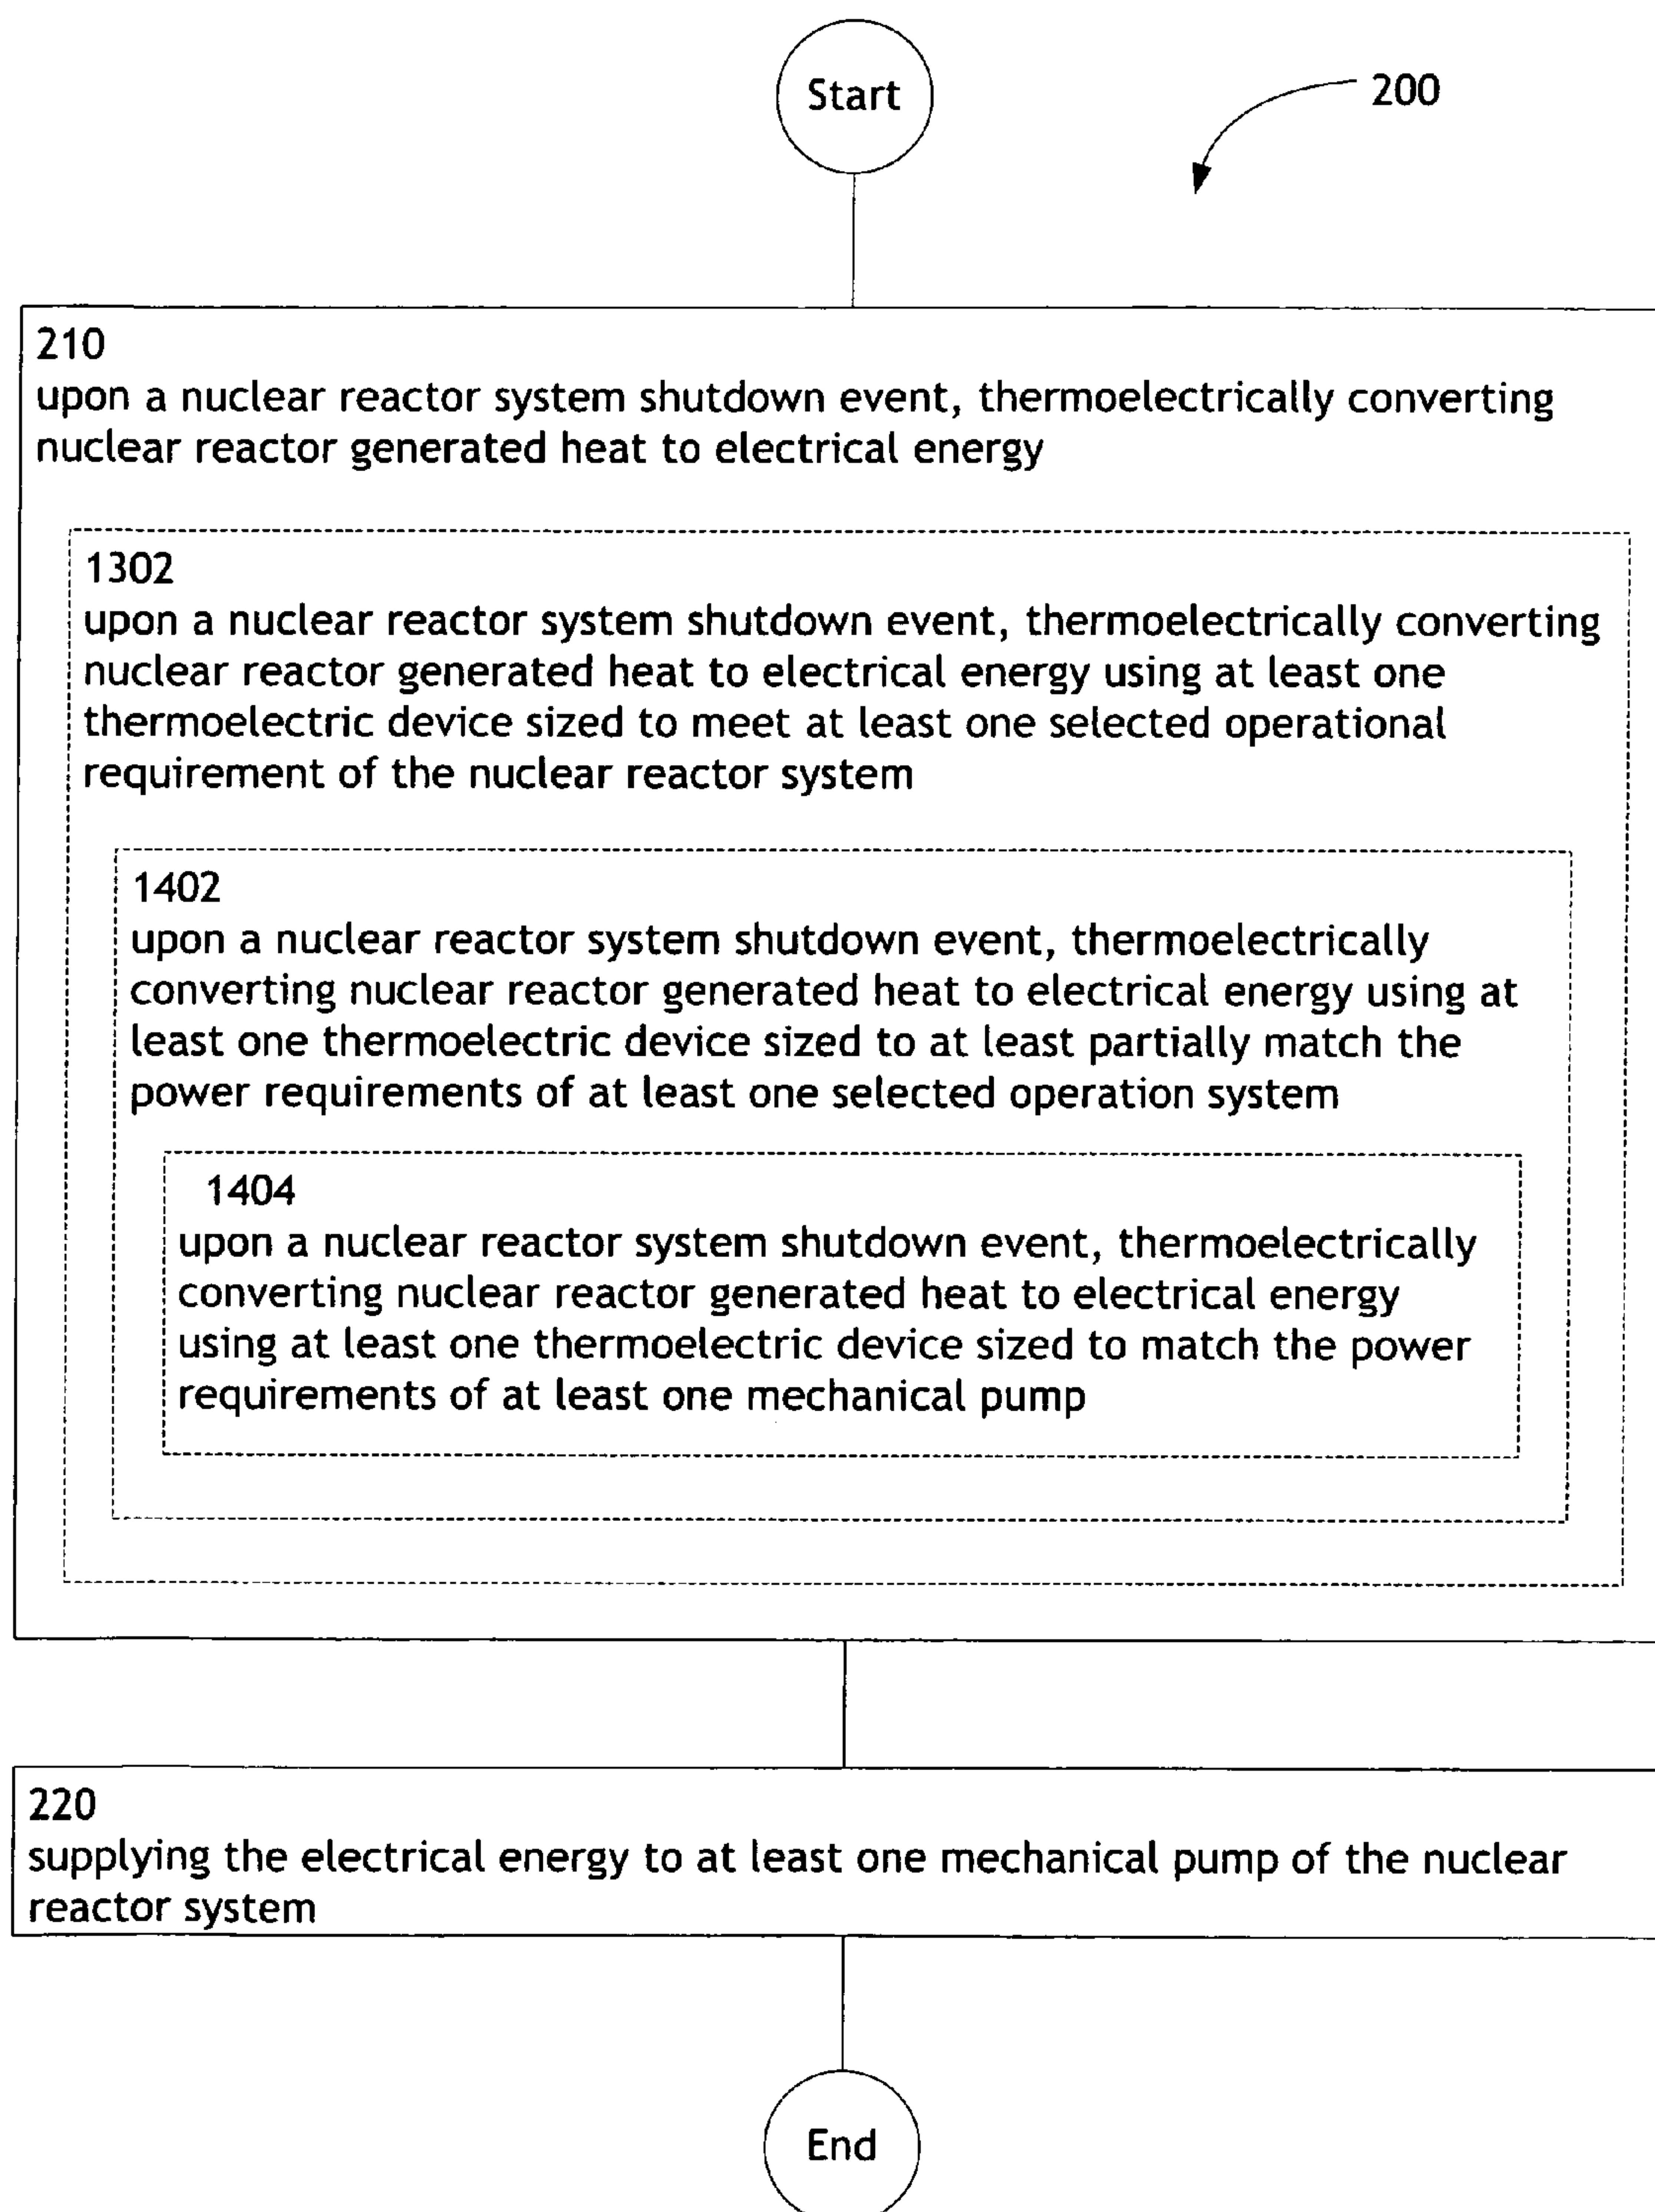 Start
200
210
upon a nuclear reactor system shutdown event, thermoelectrically converting
nuclear reactor generated heat to electrical energy
1302
upon a nuclear reactor system shutdown event, thermoelectrically converting
nuclear reactor generated heat to electrical energy using at least one
thermoelectric device sized to meet at least one selected operational
requirement of the nuclear reactor system
1402
upon a nuclear reactor system shutdown event, thermoelectrically
converting nuclear reactor generated heat to electrical energy using at
least one thermoelectric device sized to at least partially match the
power requirements of at least one selected operation system
1404
upon a nuclear reactor system shutdown event, thermoelectrically
converting nuclear reactor generated heat to electrical energy
using at least one thermoelectric device sized to match the power
requirements of at least one mechanical pump
220
supplying the electrical energy to at least one mechanical pump of the nuclear
reactor system
End